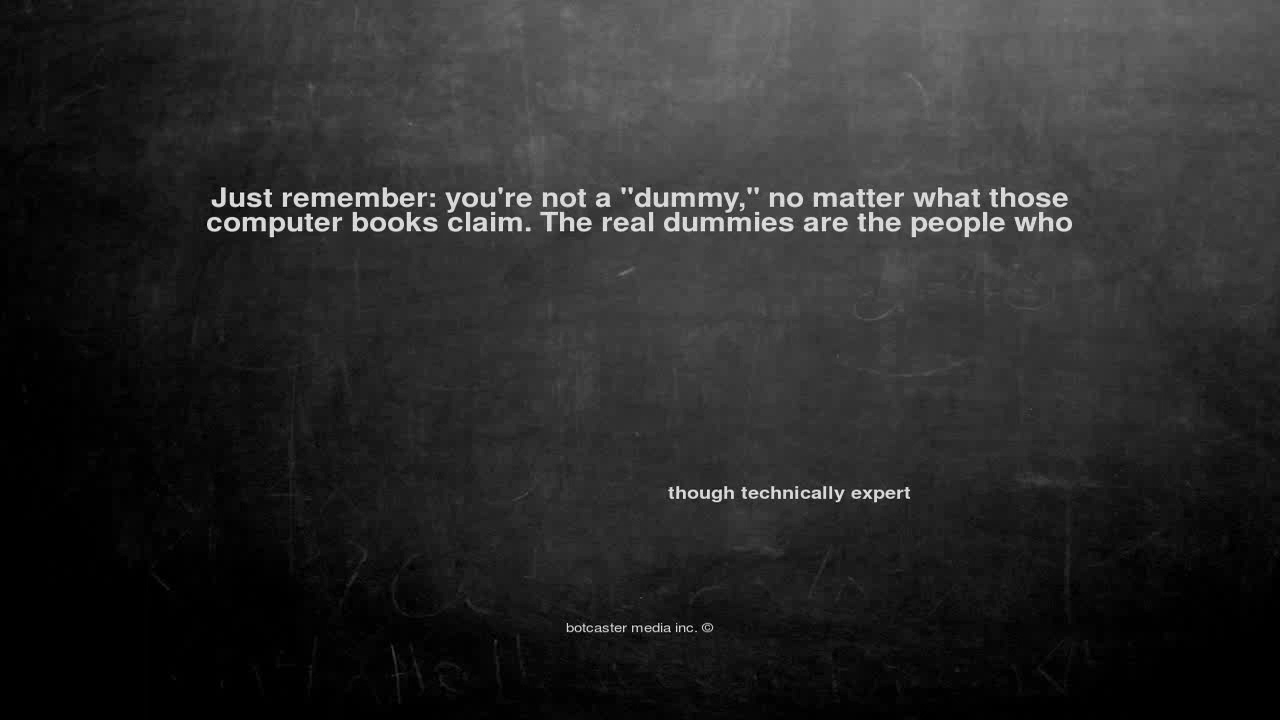 Just remember: you're not a "dummy," no matter what those
computer books claim. The real dummies are the people who
though technically expert
botcaster media inc. ©